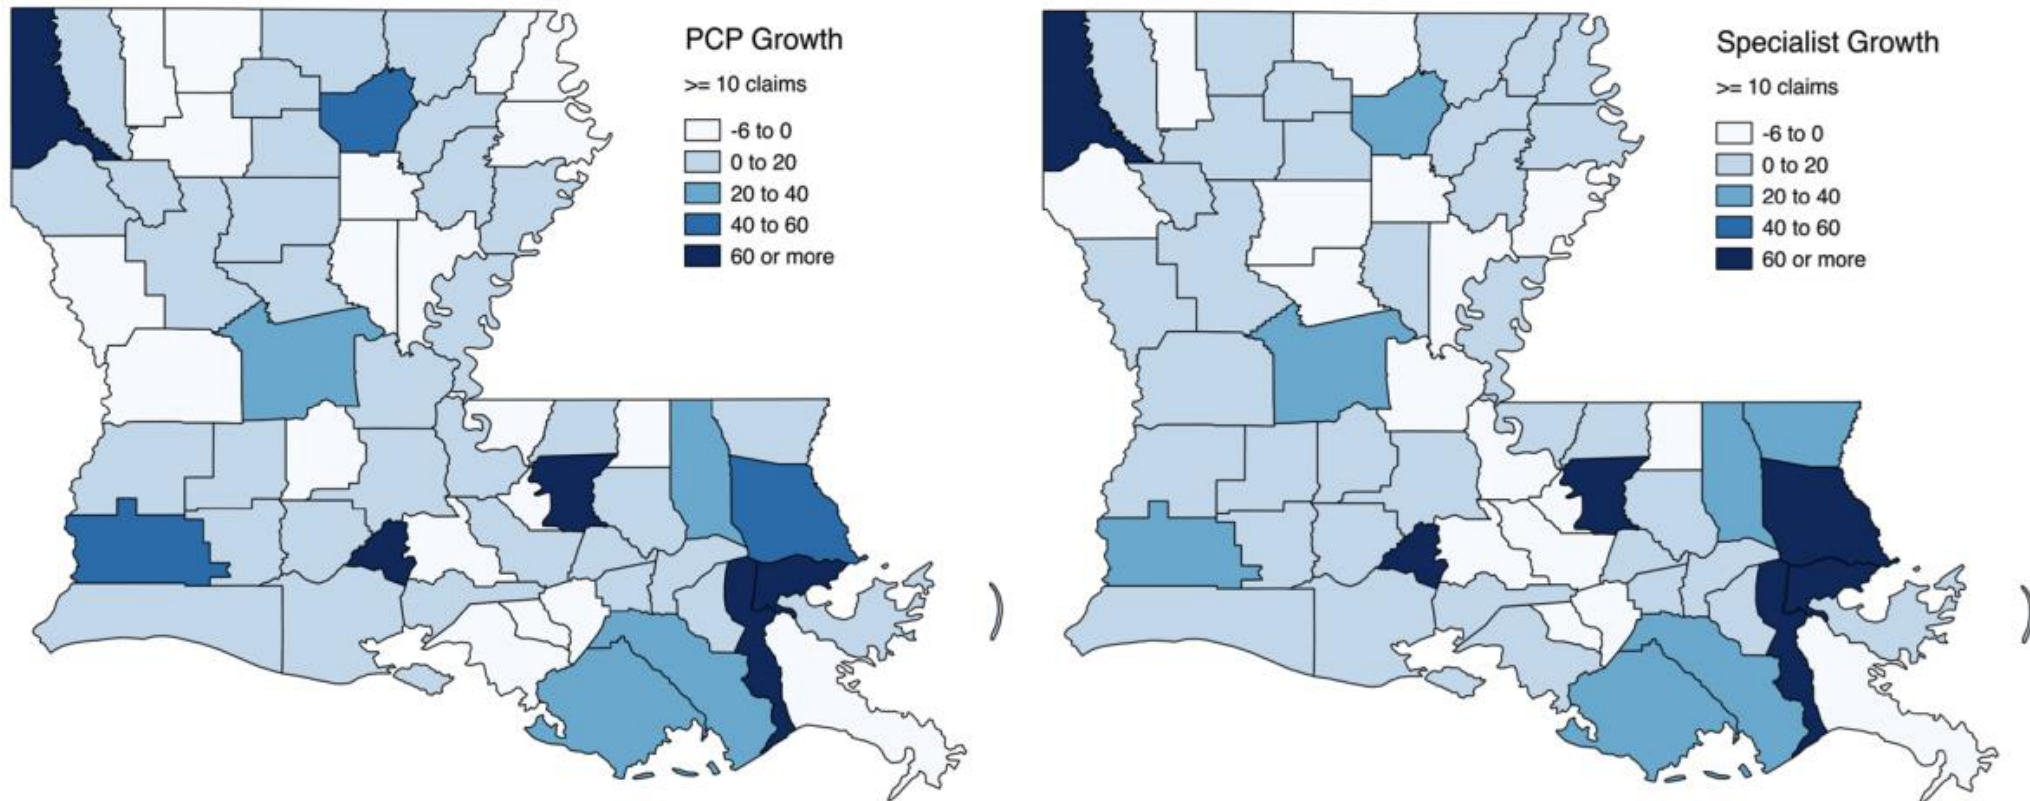 PCP Growth
>= 10 claims
-6 to 0
0 to 20
20 to 40
40 to 60
60 or more
)
Specialist Growth
>= 10 claims
-6 to 0
0 to 20
20 to 40
40 to 60
60 or more
)